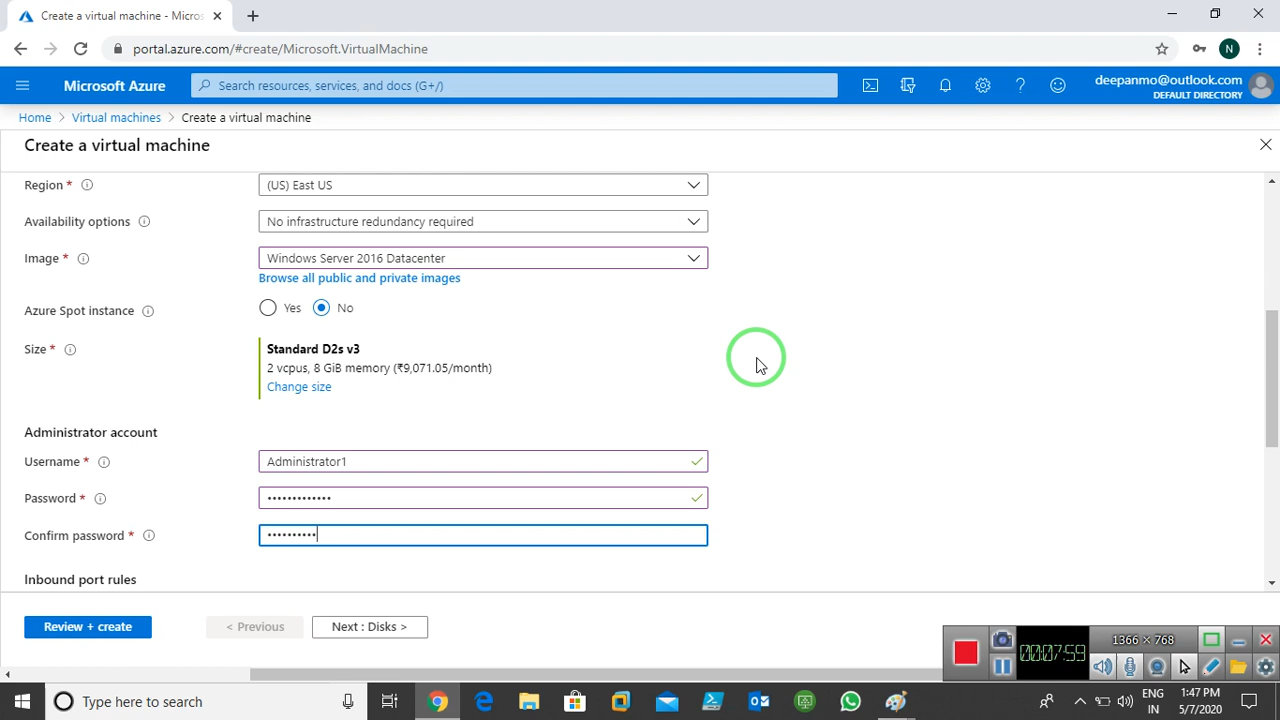 Create a virtual machine - Micros
portal.azure.com/#create/Microsoft.VirtualMachine
N
Microsoft Azure
Search resources, services, and docs (G+/)
deepanmo@outlook.com
DEFAULT DIRECTORY
Home > Virtual machines > Create a virtual machine
Create a virtual machine
Region *
(US) East US
Availability options
No infrastructure redundancy required
Image *
Windows Server 2016 Datacenter
Browse all public and private images
Azure Spot instance
Yes No
Size *
Standard D2s v3
2 vcpus, 8 GiB memory (₹9,071.05/month)
Change size
Administrator account
Username *
Administrator1
Password *
•••••••••••••
Confirm password *
••••••••••
Inbound port rules
Review + create
< Previous
Next : Disks >
00:07:59
1366 × 768
Type here to search
ENG
IN
1:47 PM
5/7/2020